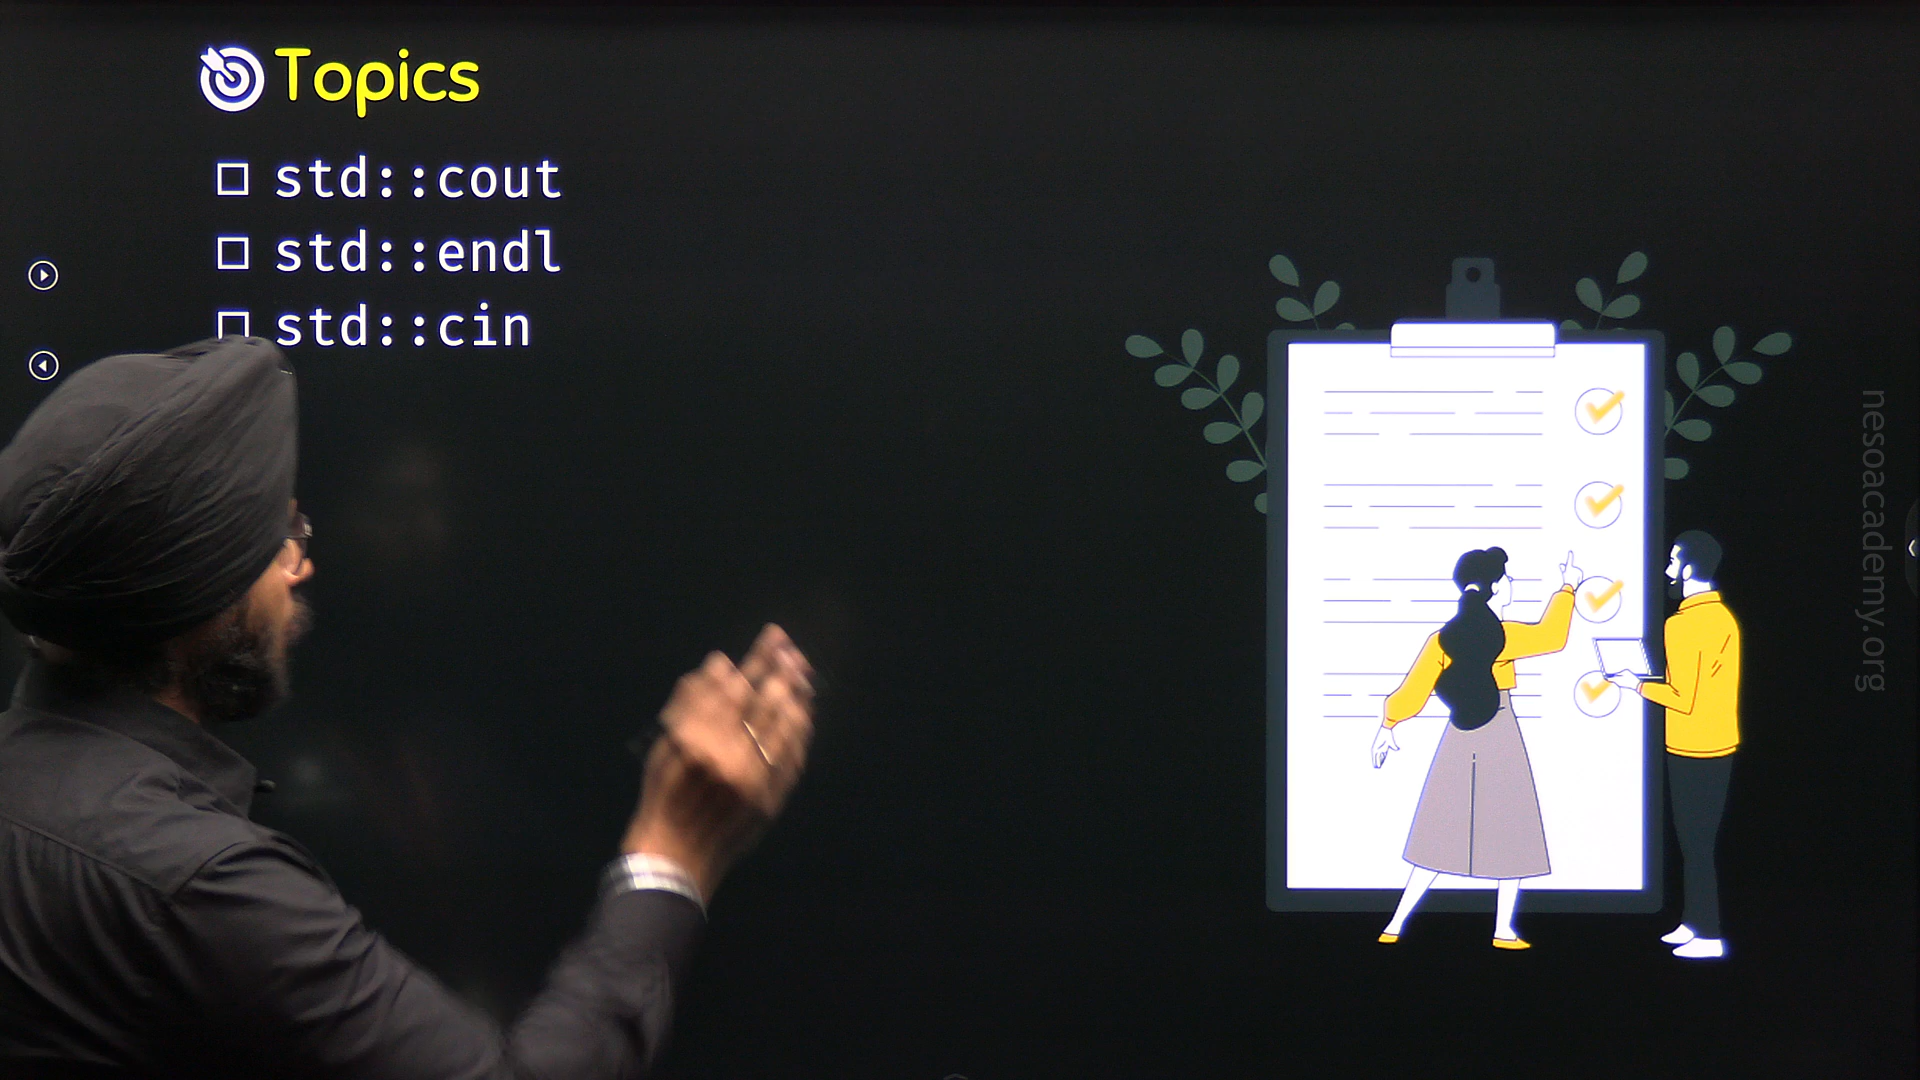 Topics
std::cout
std::endl
std::cin
nesoacademy.org